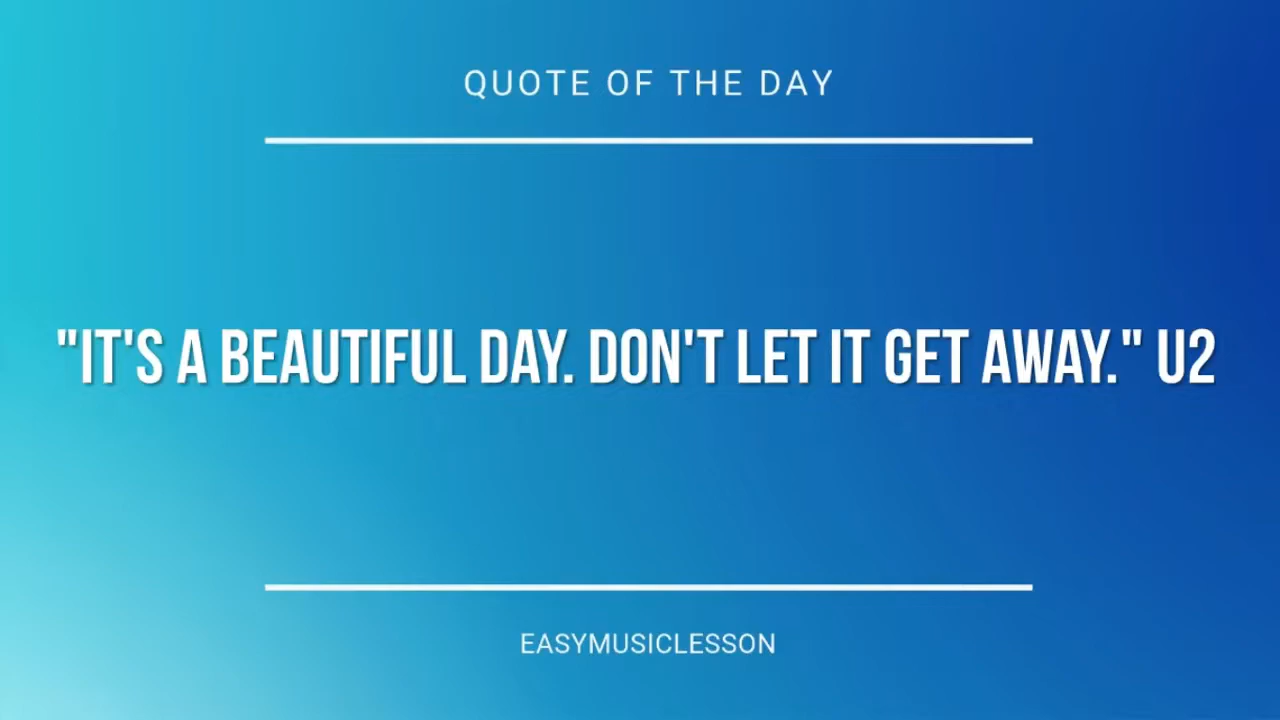 QUOTE OF THE DAY
"IT'S A BEAUTIFUL DAY. DON'T LET IT GET AWAY." U2
EASYMUSICLESSON